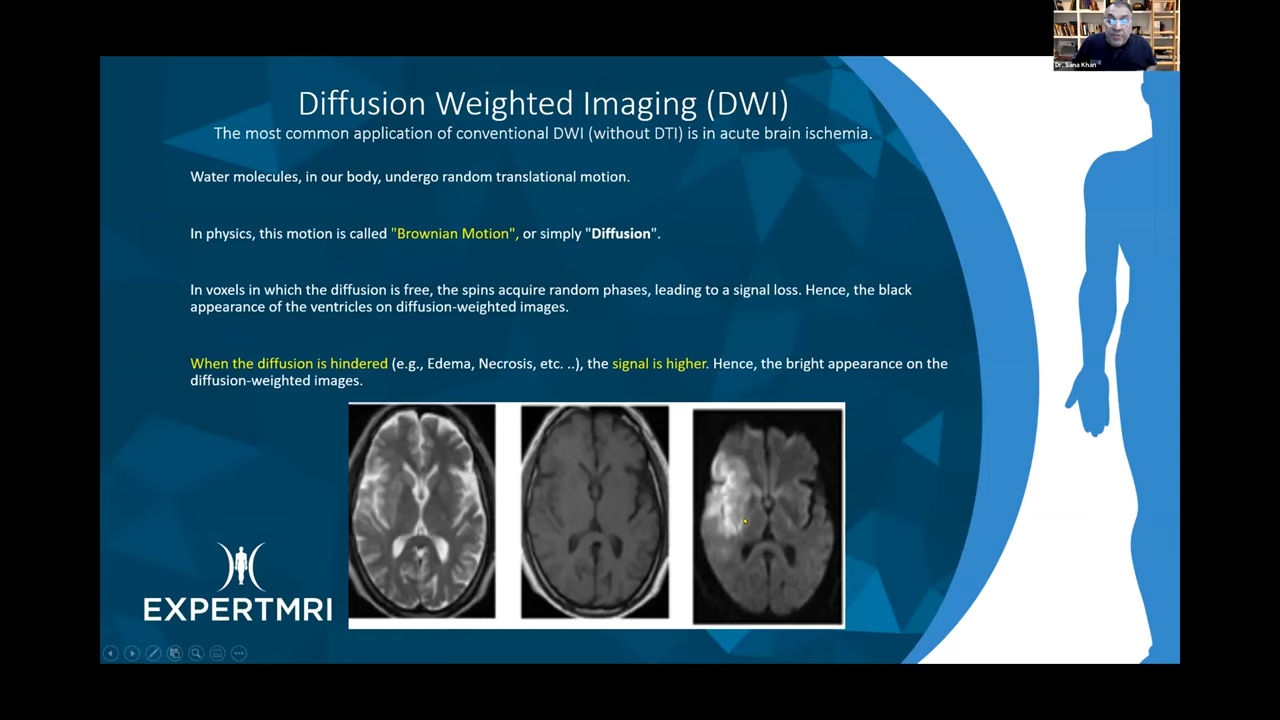 Dr. Sana Khan
Diffusion Weighted Imaging (DWI)
The most common application of conventional DWI (without DTI) is in acute brain ischemia.
Water molecules, in our body, undergo random translational motion.
In physics, this motion is called "Brownian Motion", or simply "Diffusion".
In voxels in which the diffusion is free, the spins acquire random phases, leading to a signal loss. Hence, the black
appearance of the ventricles on diffusion-weighted images.
When the diffusion is hindered (e.g., Edema, Necrosis, etc. ..), the signal is higher. Hence, the bright appearance on the
diffusion-weighted images.
EXPERTMRI